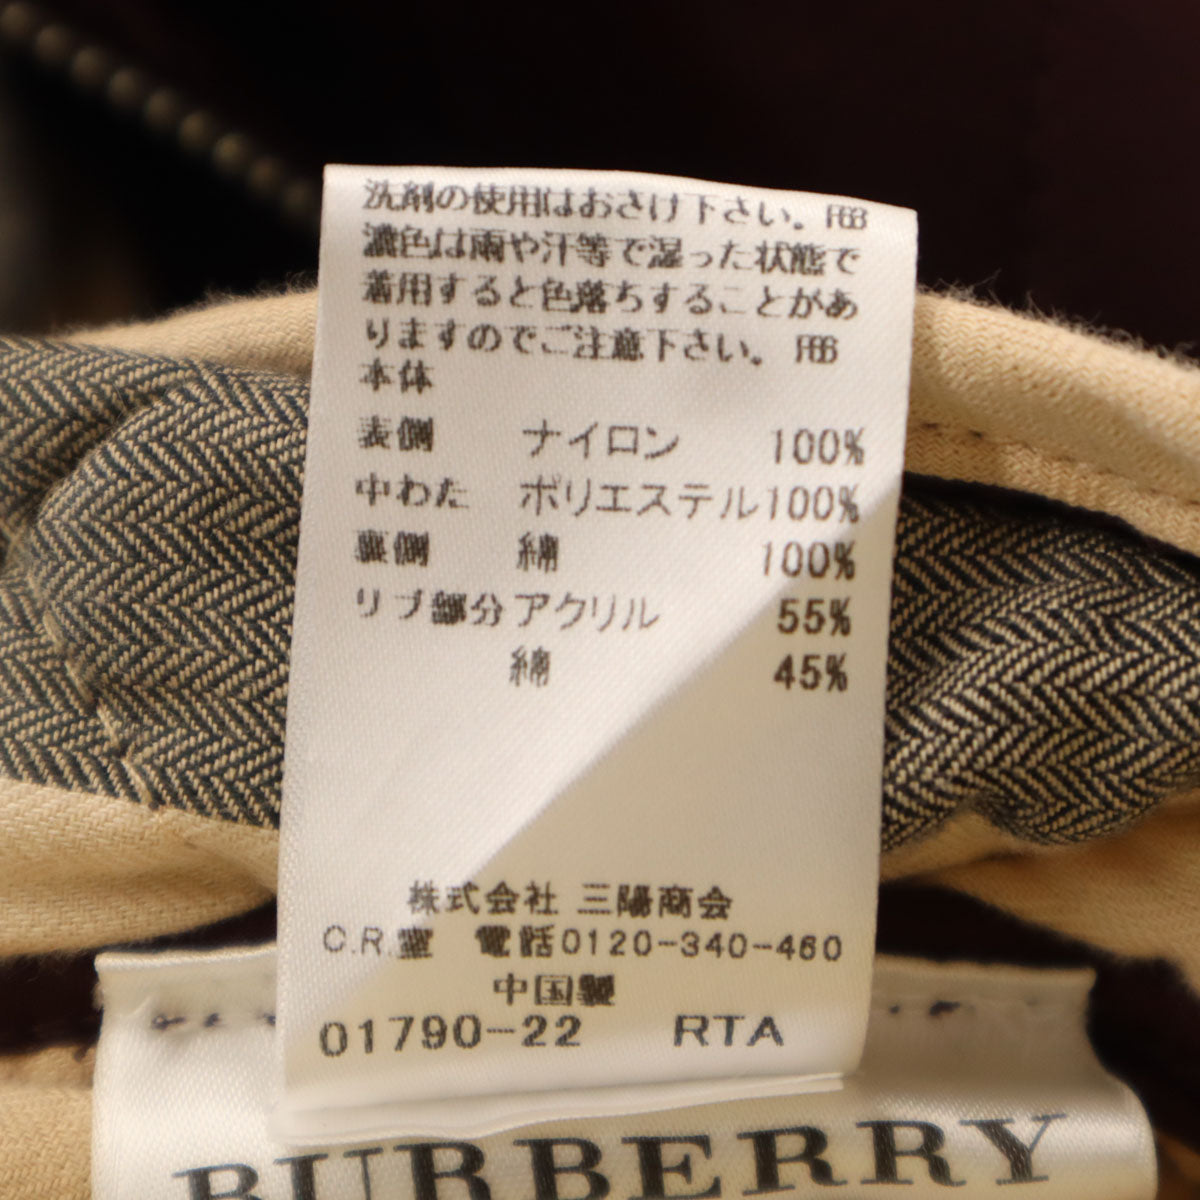 洗剤の使用はおさけ下さい。FBB
濃色は雨や汗等で湿った状態で
着用すると色落ちすることがあ
りますのでご注意下さい。FBB
本体
表側 ナイロン 100%
中わた ポリエステル100%
裏側 綿 100%
リブ部分 アクリル 55%
綿 45%
株式会社 三陽商会
C.R.室 電話0120-340-460
中国製
01790-22 RTA
BURBERRY